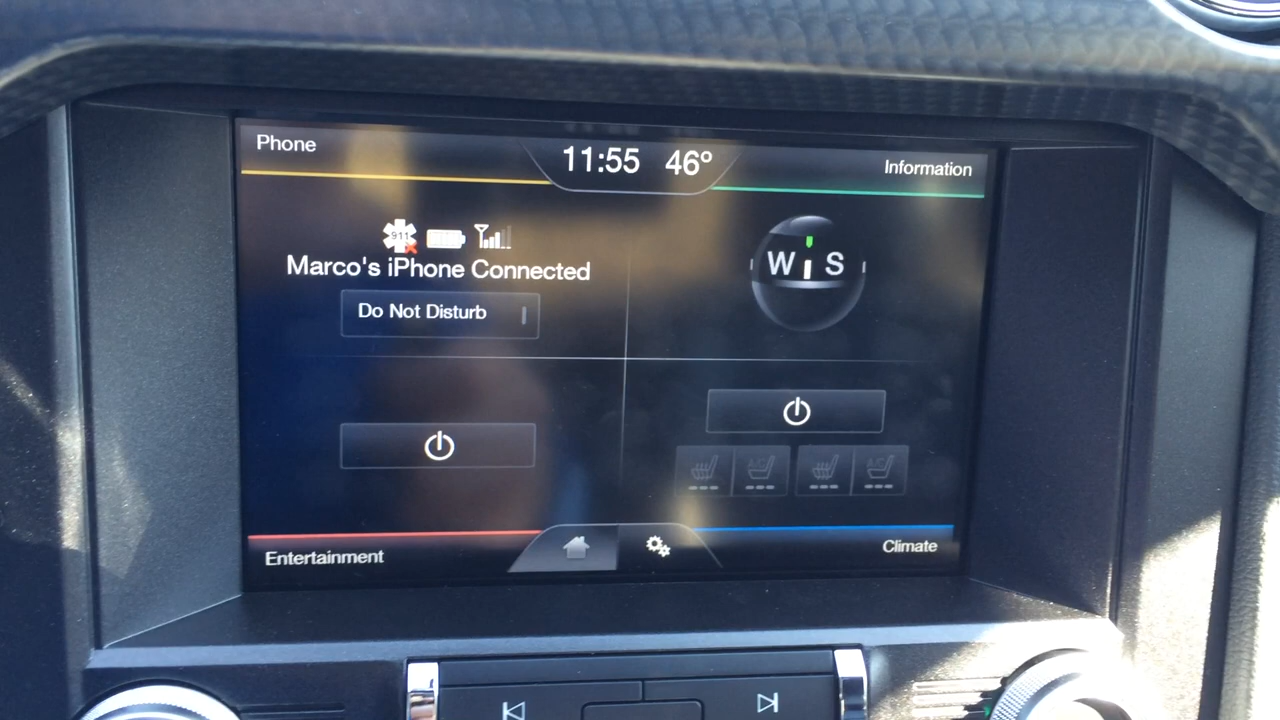 Phone
11:55 46°
Information
911
Marco's iPhone Connected
Do Not Disturb
W S
Entertainment
Climate